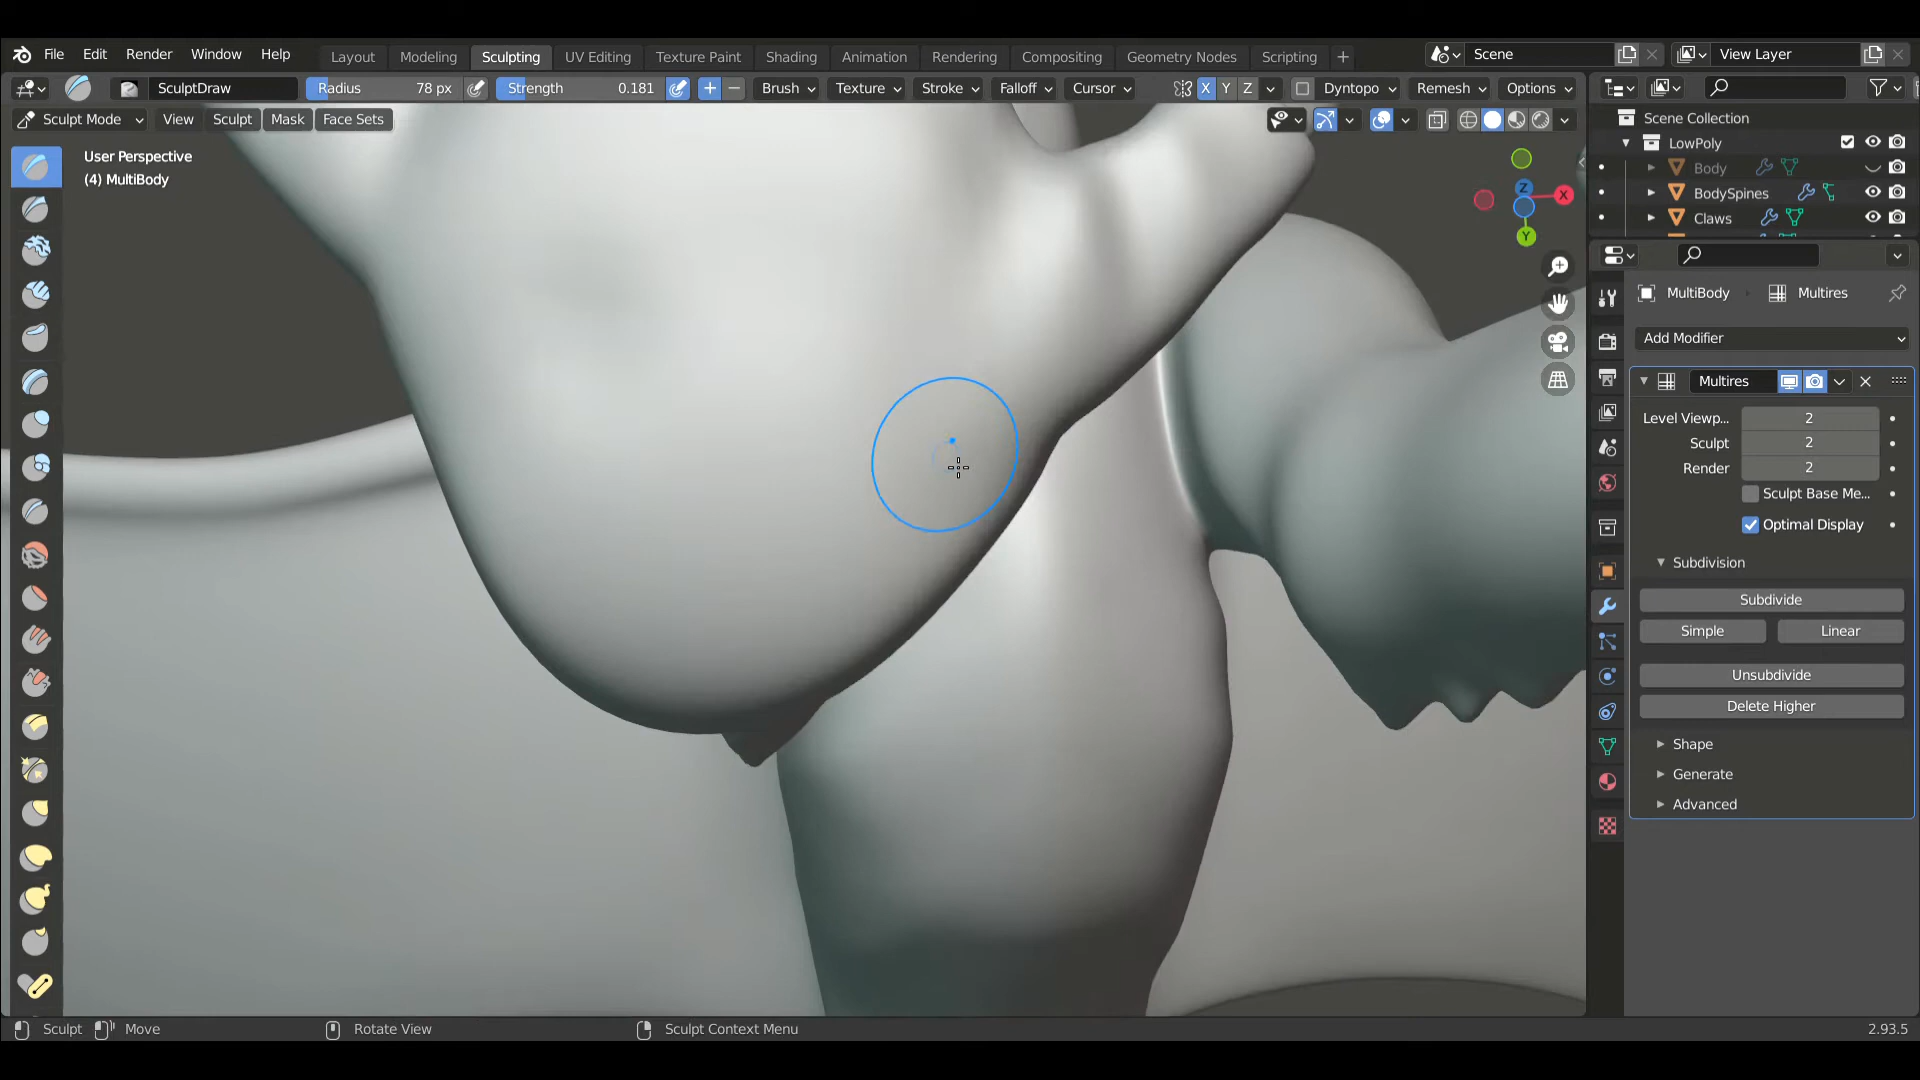 File Edit Render Window Help Layout Modeling Sculpting UV Editing Texture Paint Shading Animation Rendering Compositing Geometry Nodes Scripting + Scene View Layer
SculptDraw Radius 78 px Strength 0.181 + − Brush Texture Stroke Falloff Cursor X Y Z Dyntopo Remesh Options
Sculpt Mode View Sculpt Mask Face Sets
Scene Collection
LowPoly
Body
BodySpines
Claws
User Perspective
(4) MultiBody
Z X
Y
MultiBody Multires
Add Modifier
Multires
Level Viewp... 2
Sculpt 2
Render 2
Sculpt Base Me...
Optimal Display
Subdivision
Subdivide
Simple Linear
Unsubdivide
Delete Higher
Shape
Generate
Advanced
Sculpt Move Rotate View Sculpt Context Menu 2.93.5